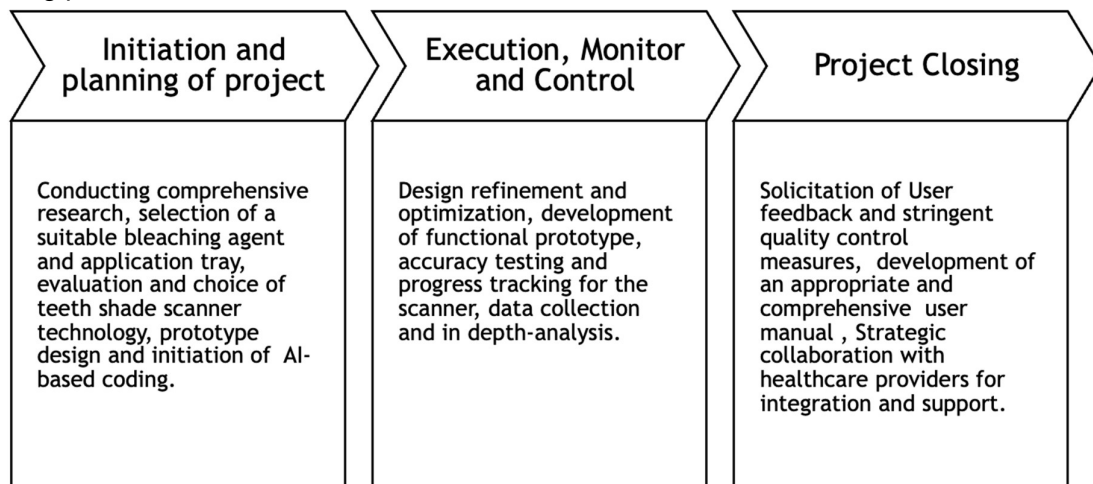 Initiation and
planning of project
Conducting comprehensive
research, selection of a
suitable bleaching agent
and application tray,
evaluation and choice of
teeth shade scanner
technology, prototype
design and initiation of  AI-
based coding.
Execution, Monitor
and Control
Design refinement and
optimization, development
of functional prototype,
accuracy testing and
progress tracking for the
scanner, data collection
and in depth-analysis.
Project Closing
Solicitation of User
feedback and stringent
quality control
measures,  development of
an appropriate and
comprehensive  user
manual , Strategic
collaboration with
healthcare providers for
integration and support.